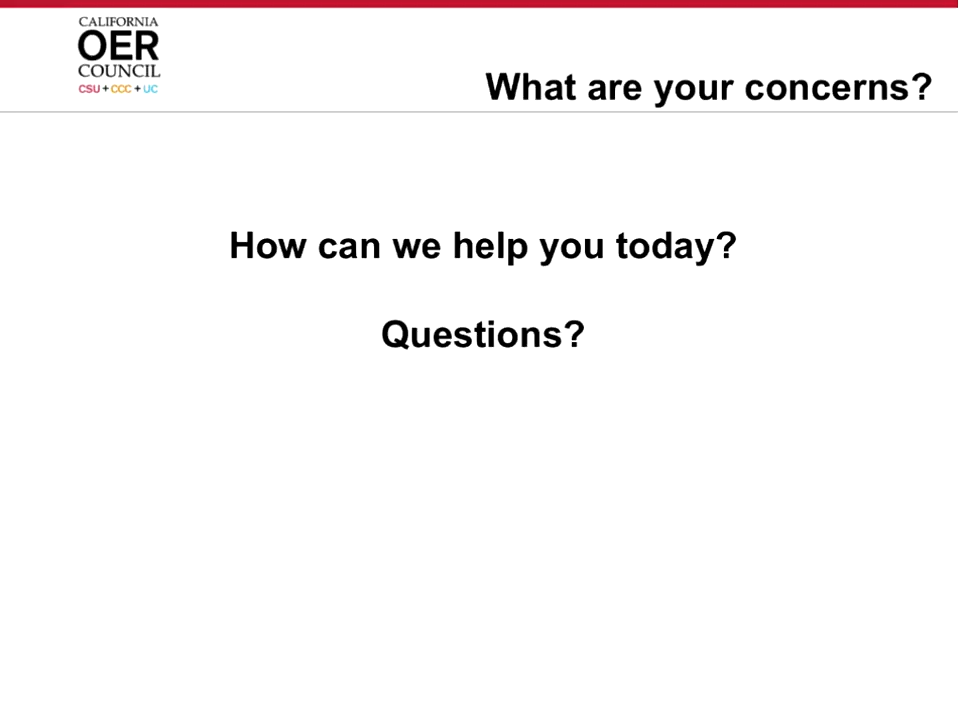 CALIFORNIA
OER
COUNCIL
CSU + CCC + UC
What are your concerns?
How can we help you today?
Questions?